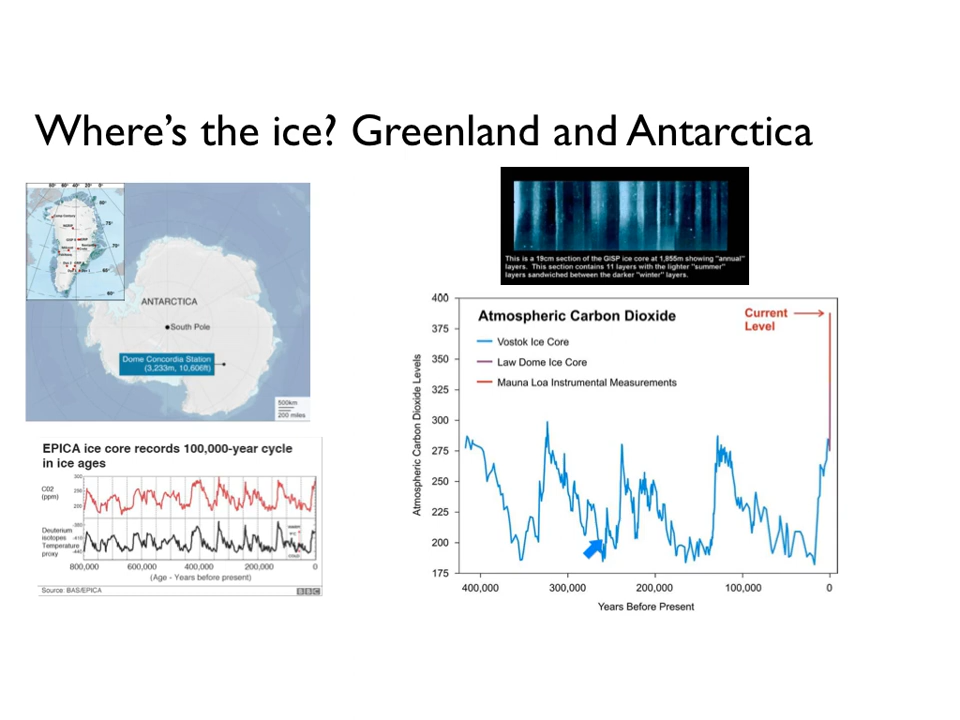 Where's the ice? Greenland and Antarctica
ANTARCTICA
South Pole
Dome Concordia Station
(3,233m, 10,606ft)
500km
200 miles
This is a 19cm section of the GISP ice core at 1,855m showing "annual"
layers. This section contains 11 layers with the lighter "summer"
layers sandwiched between the darker "winter" layers.
EPICA ice core records 100,000-year cycle
in ice ages
C02
(ppm)
300
250
200
Deuterium
isotopes
Temperature
proxy
-380
-410
-440
800,000 600,000 400,000 200,000 0
(Age - Years before present)
Source: BAS/EPICA
BBC
Atmospheric Carbon Dioxide
Vostok Ice Core
Law Dome Ice Core
Mauna Loa Instrumental Measurements
Current
Level
Atmospheric Carbon Dioxide Levels
400
375
350
325
300
275
250
225
200
175
400,000 300,000 200,000 100,000 0
Years Before Present